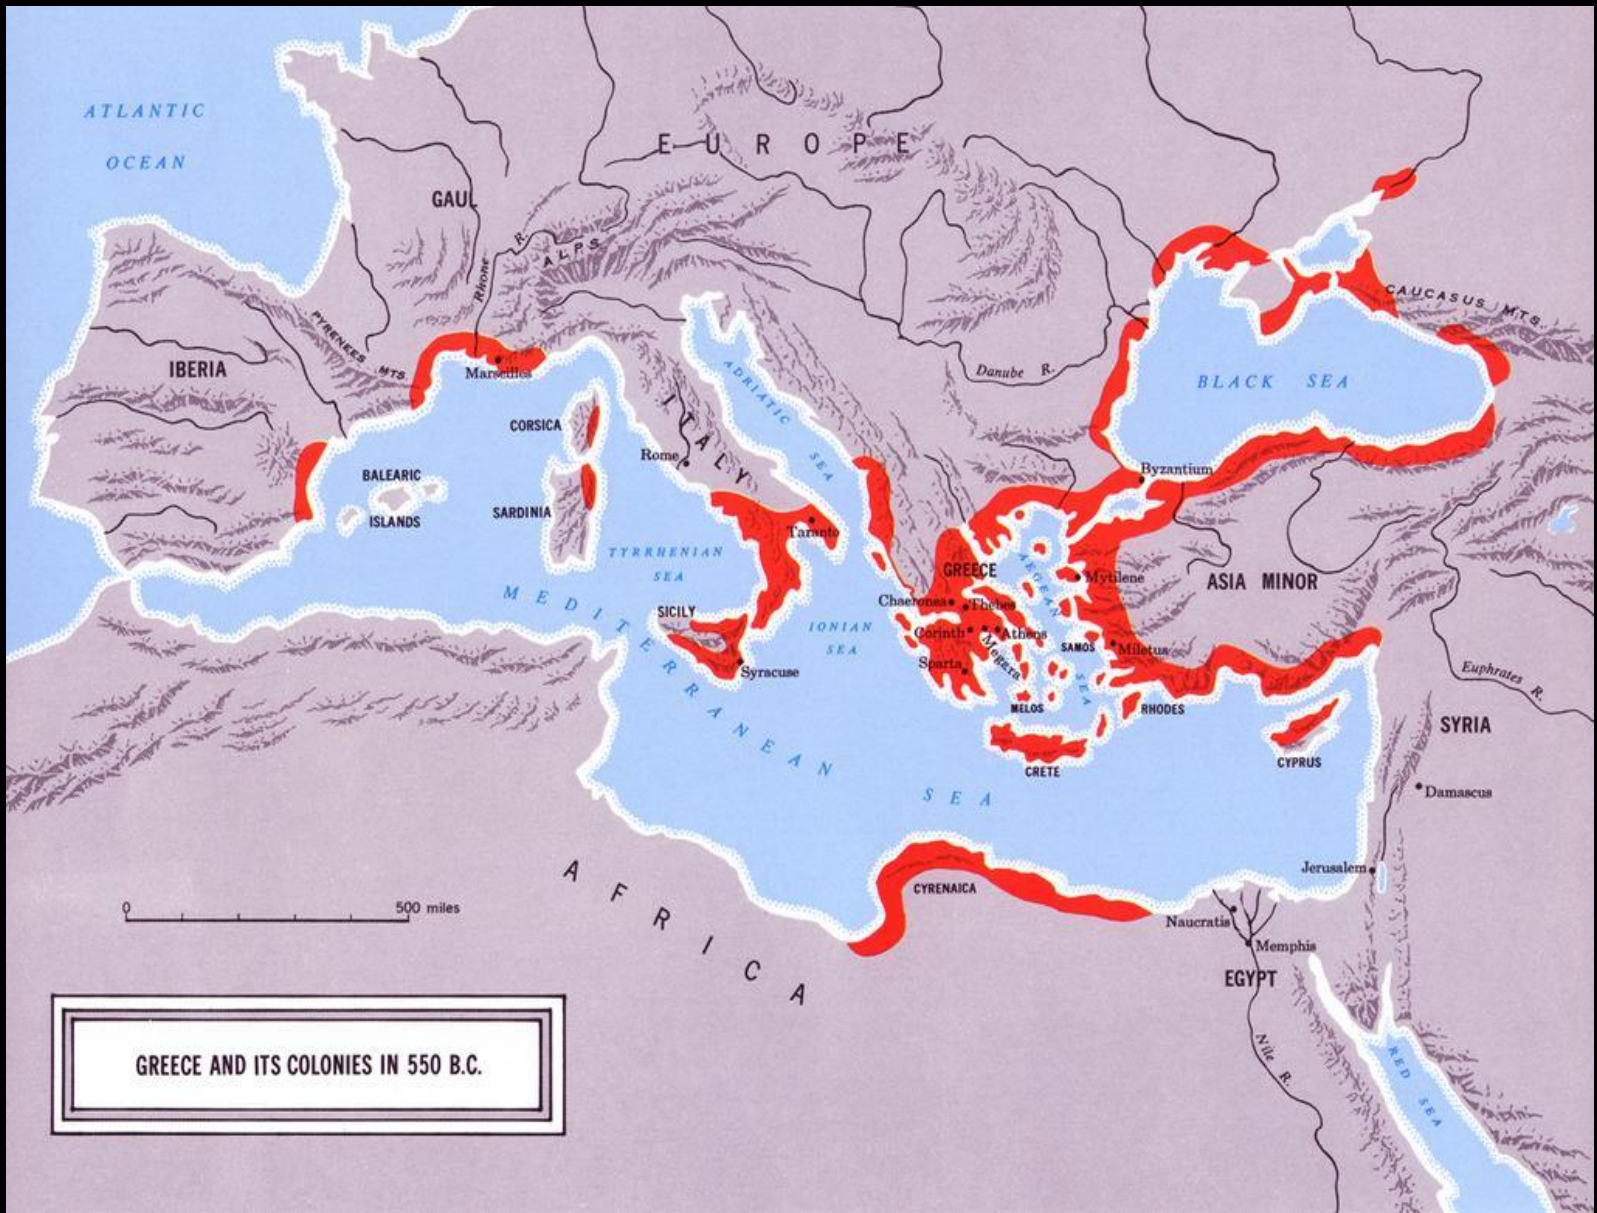 ATLANTIC
OCEAN
EUROPE
GAUL
Rhone R.
ALPS
CAUCASUS MTS.
PYRENEES MTS.
IBERIA
Marseilles
ADRIATIC SEA
Danube R.
BLACK SEA
ITALY
CORSICA
Rome
BALEARIC
ISLANDS
SARDINIA
Byzantium
Taranto
TYRRHENIAN
SEA
GREECE
AEGEAN SEA
Mytilene
ASIA MINOR
MEDITERRANEAN SEA
SICILY
IONIAN
SEA
Chaeronea
Thebes
Corinth
Athens
Megara
SAMOS
Miletus
Sparta
Syracuse
MELOS
RHODES
Euphrates R.
SYRIA
CRETE
CYPRUS
Damascus
Jerusalem
AFRICA
CYRENAICA
Naucratis
Memphis
EGYPT
0 500 miles
Nile R.
RED SEA
GREECE AND ITS COLONIES IN 550 B.C.